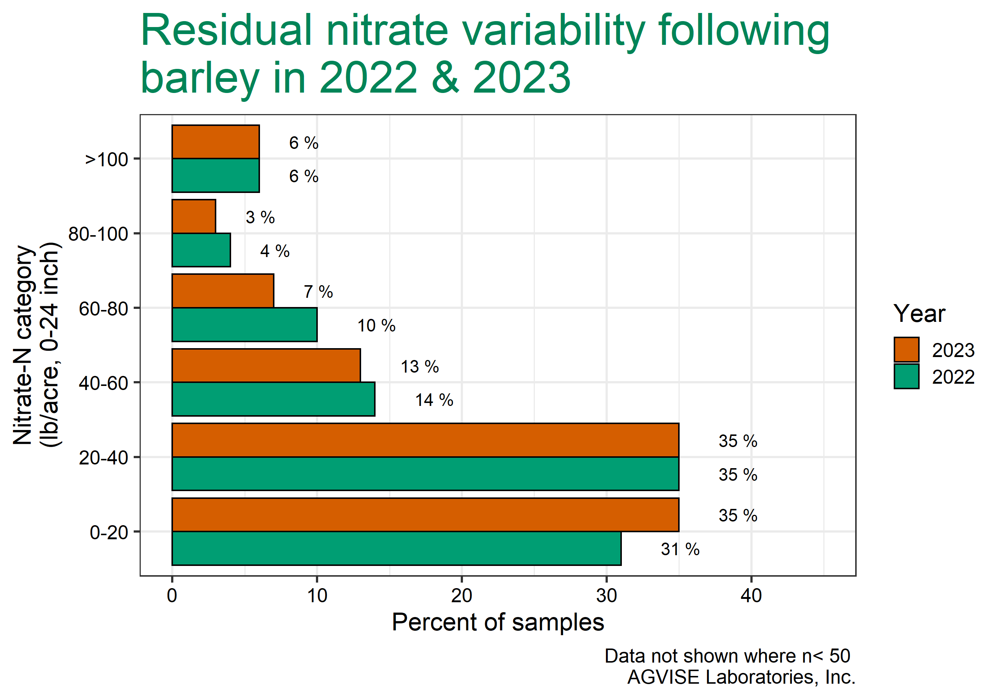 Residual nitrate variability following
barley in 2022 & 2023
Nitrate-N category
(lb/acre, 0-24 inch)
>100
6 %
6 %
80-100
3 %
4 %
60-80
7 %
10 %
40-60
13 %
14 %
20-40
35 %
35 %
0-20
35 %
31 %
0 10 20 30 40
Percent of samples
Year
2023
2022
Data not shown where n< 50
AGVISE Laboratories, Inc.